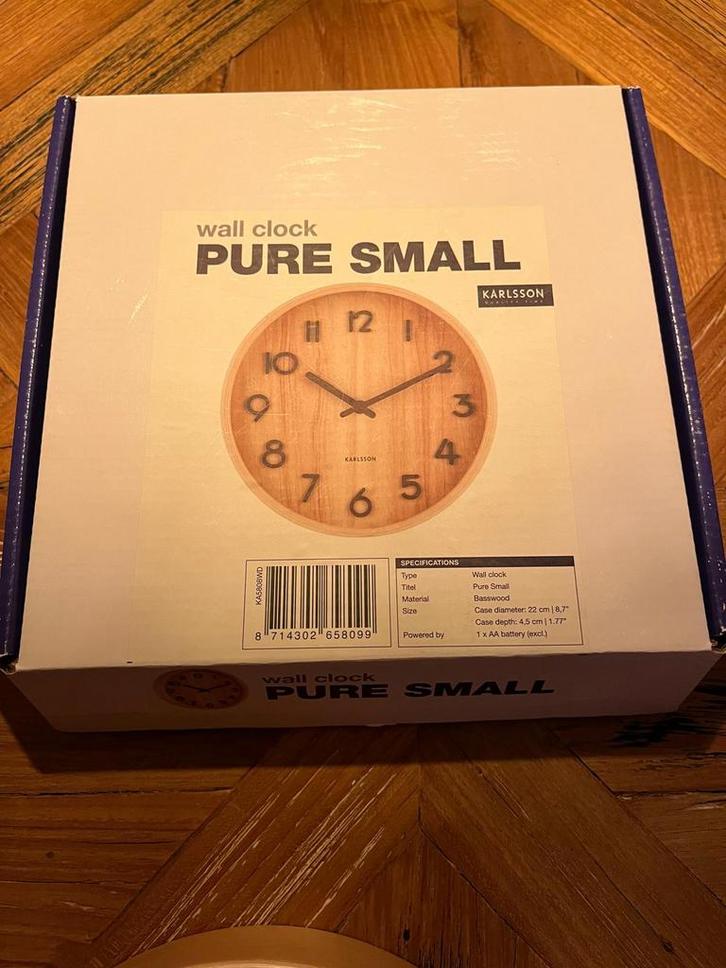 wall clock
PURE SMALL
KARLSSON
QUALITY TIME
11 12 1
10 2
9 3
8 4
KARLSSON
7 6 5
KA5808WD
8 714302 658099
SPECIFICATIONS
Type Wall clock
Titel Pure Small
Material Basswood
Size Case diameter: 22 cm | 8,7"
Case depth: 4,5 cm | 1.77"
Powered by 1 x AA battery (excl.)
wall clock
PURE SMALL